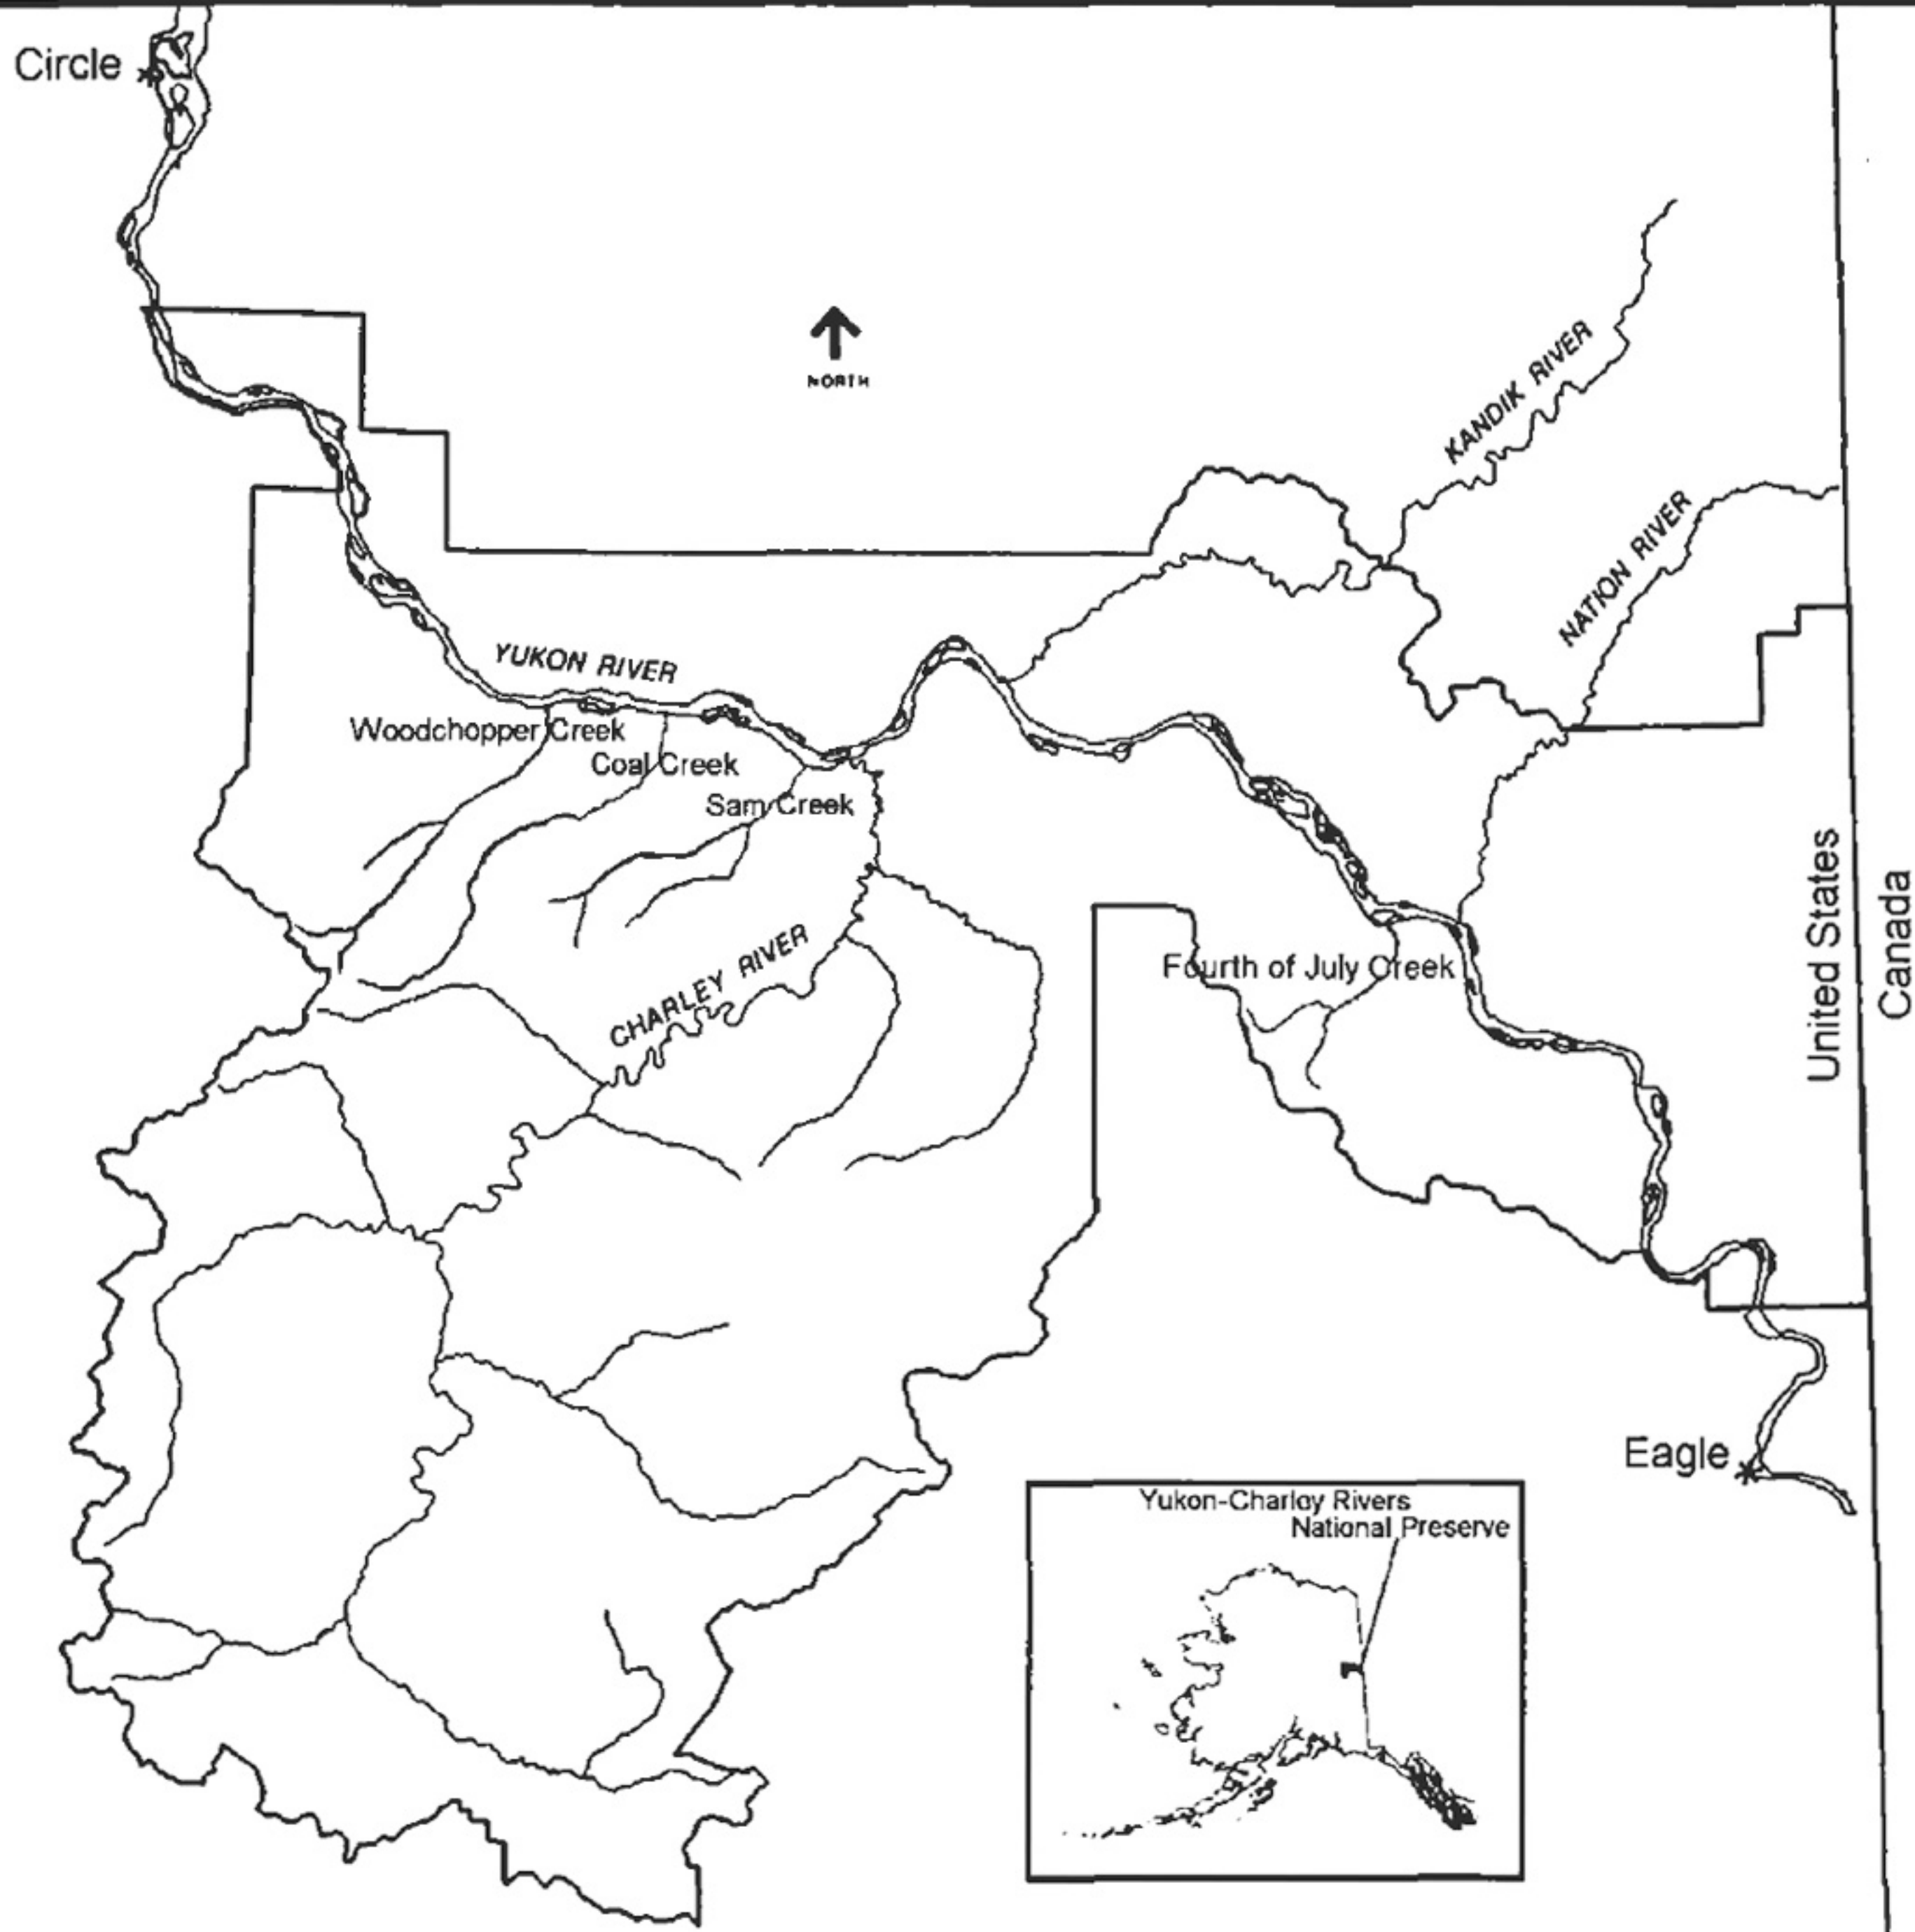 Circle
NORTH
KANDIK RIVER
NATION RIVER
YUKON RIVER
Woodchopper Creek
Coal Creek
Sam Creek
CHARLEY RIVER
Fourth of July Creek
United States
Canada
Eagle
Yukon-Charley Rivers
National Preserve